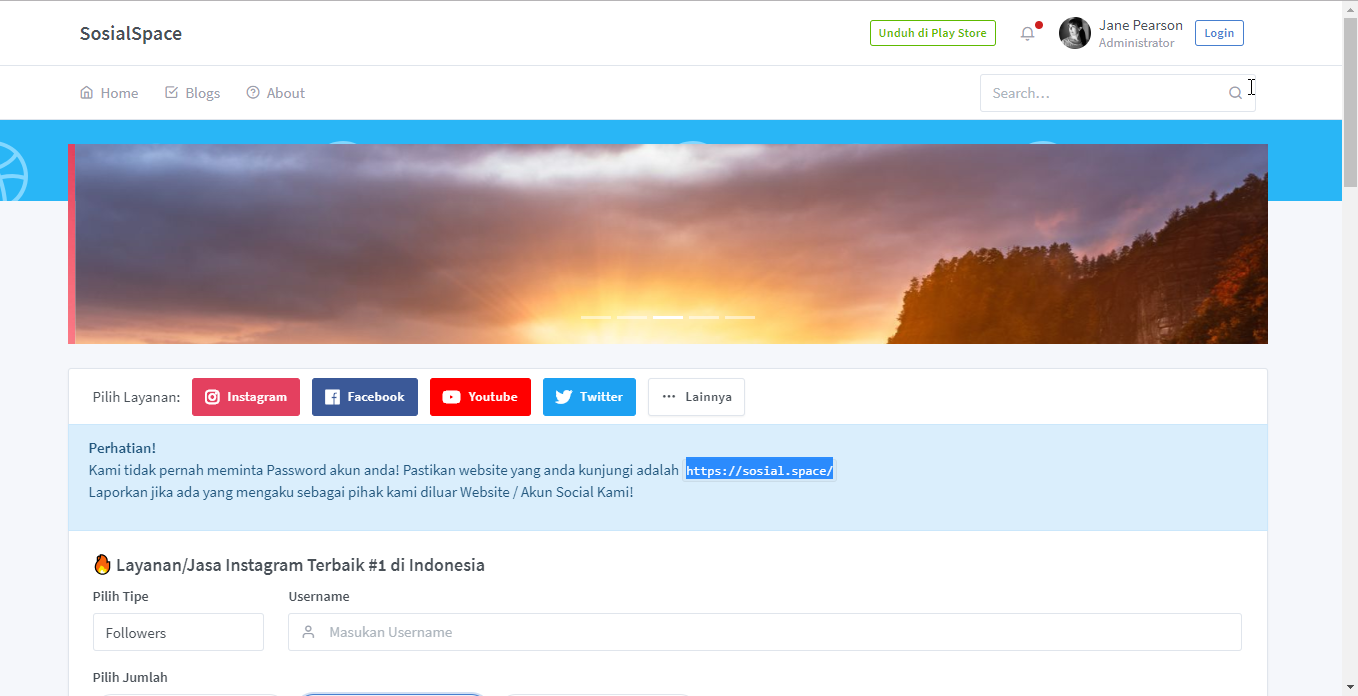 SosialSpace
Unduh di Play Store
Jane Pearson
Administrator
Login
Home
Blogs
About
Search…
Pilih Layanan:
Instagram
Facebook
Youtube
Twitter
Lainnya
Perhatian!
Kami tidak pernah meminta Password akun anda! Pastikan website yang anda kunjungi adalah https://sosial.space/
Laporkan jika ada yang mengaku sebagai pihak kami diluar Website / Akun Social Kami!
Layanan/Jasa Instagram Terbaik #1 di Indonesia
Pilih Tipe
Username
Followers
Masukan Username
Pilih Jumlah